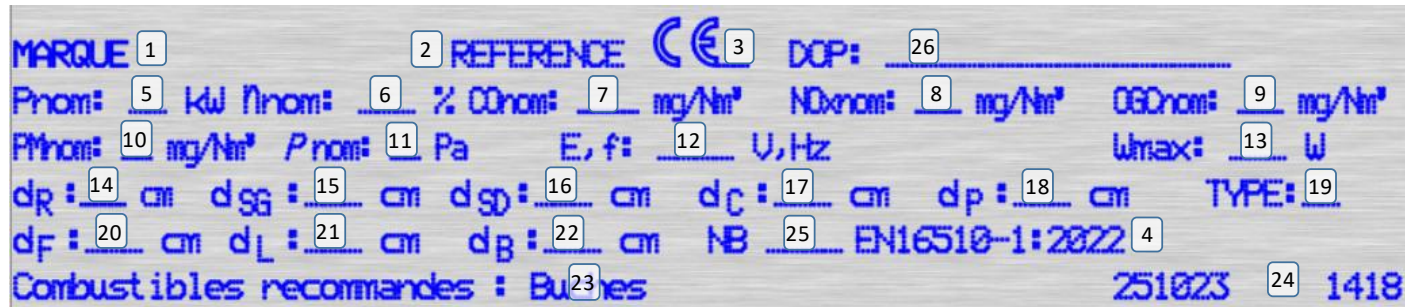 MARQUE 1 2 REFERENCE CE 3 DOP: 26
Pnom: 5 kW ηnom: 6 % COnom: 7 mg/Nm³ NOxnom: 8 mg/Nm³ OGCnom: 9 mg/Nm³
PMnom: 10 mg/Nm³ Pnom: 11 Pa E,f: 12 V,Hz Wmax: 13 W
dR: 14 cm dSG: 15 cm dSD: 16 cm dC: 17 cm dP: 18 cm TYPE: 19
dF: 20 cm dL: 21 cm dB: 22 cm NB 25 EN16510-1:2022 4
Combustibles recommandes : 23 251023 24 1418